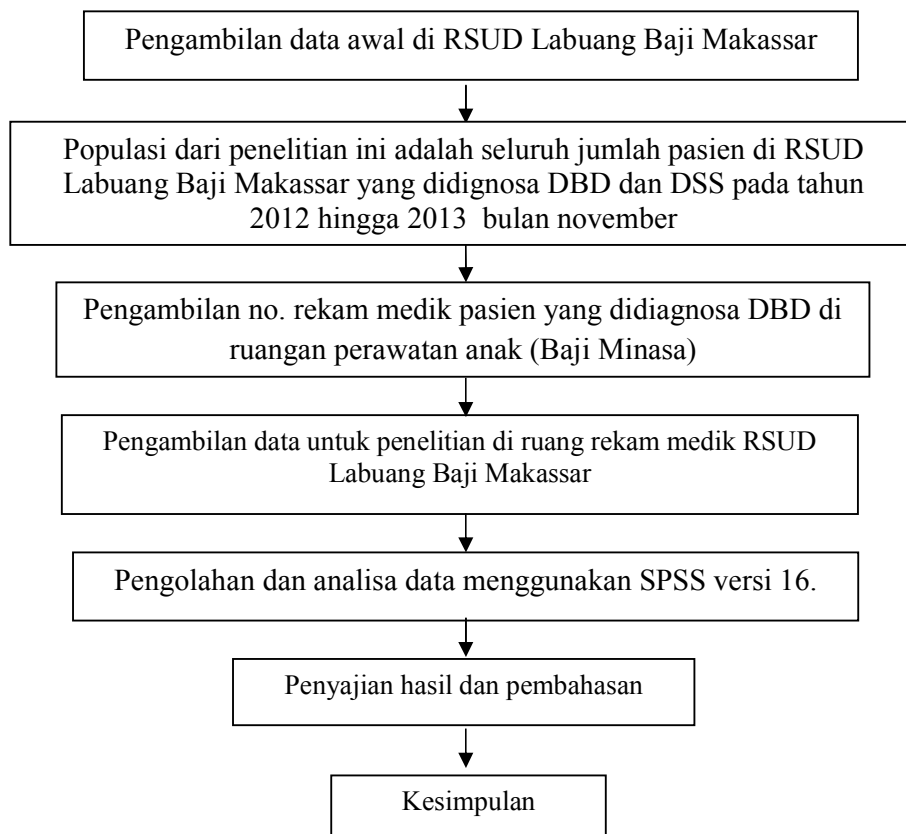 Pengambilan data awal di RSUD Labuang Baji Makassar
Populasi dari penelitian ini adalah seluruh jumlah pasien di RSUD
Labuang Baji Makassar yang didignosa DBD dan DSS pada tahun
2012 hingga 2013 bulan november
Pengambilan no. rekam medik pasien yang didiagnosa DBD di
ruangan perawatan anak (Baji Minasa)
Pengambilan data untuk penelitian di ruang rekam medik RSUD
Labuang Baji Makassar
Pengolahan dan analisa data menggunakan SPSS versi 16.
Penyajian hasil dan pembahasan
Kesimpulan